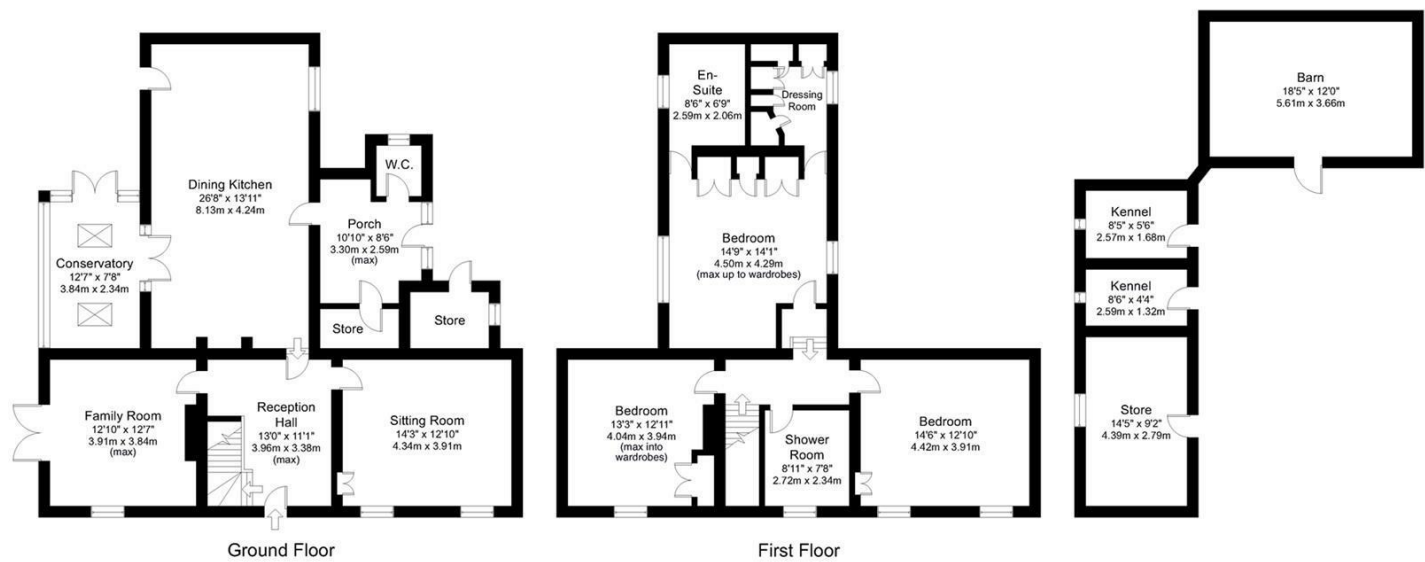 Dining Kitchen
26'8" x 13'11"
8.13m x 4.24m
W.C.
Porch
10'10" x 8'6"
3.30m x 2.59m
(max)
Conservatory
12'7" x 7'8"
3.84m x 2.34m
Store
Store
Family Room
12'10" x 12'7"
3.91m x 3.84m
(max)
Reception
Hall
13'0" x 11'1"
3.96m x 3.38m
(max)
Sitting Room
14'3" x 12'10"
4.34m x 3.91m
Ground Floor
En-
Suite
8'6" x 6'9"
2.59m x 2.06m
Dressing
Room
Bedroom
14'9" x 14'1"
4.50m x 4.29m
(max up to wardrobes)
Bedroom
13'3" x 12'11"
4.04m x 3.94m
(max into
wardrobes)
Shower
Room
8'11" x 7'8"
2.72m x 2.34m
Bedroom
14'6" x 12'10"
4.42m x 3.91m
First Floor
Barn
18'5" x 12'0"
5.61m x 3.66m
Kennel
8'5" x 5'6"
2.57m x 1.68m
Kennel
8'6" x 4'4"
2.59m x 1.32m
Store
14'5" x 9'2"
4.39m x 2.79m